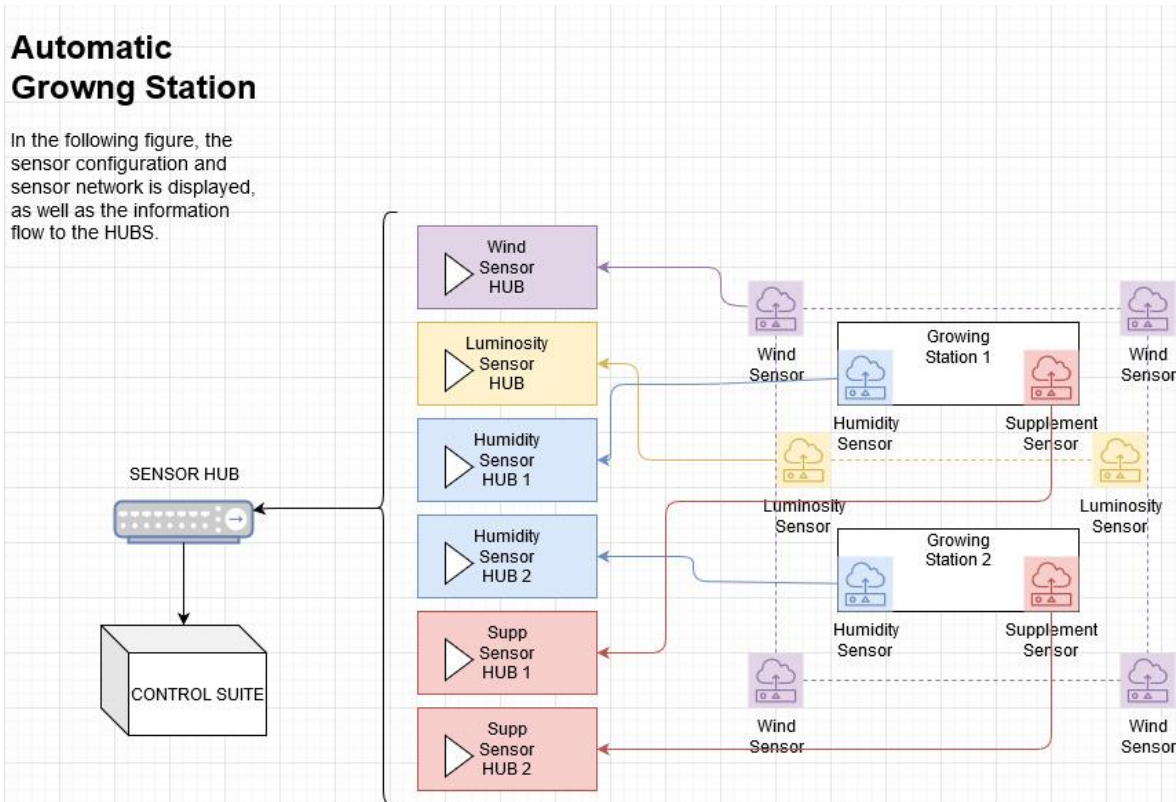 Automatic
Growng Station
In the following figure, the
sensor configuration and
sensor network is displayed,
as well as the information
flow to the HUBS.
SENSOR HUB
CONTROL SUITE
Wind
Sensor
HUB
Luminosity
Sensor
HUB
Humidity
Sensor
HUB 1
Humidity
Sensor
HUB 2
Supp
Sensor
HUB 1
Supp
Sensor
HUB 2
Wind
Sensor
Growing
Station 1
Wind
Sensor
Humidity
Sensor
Supplement
Sensor
Luminosity
Sensor
Luminosity
Sensor
Growing
Station 2
Humidity
Sensor
Supplement
Sensor
Wind
Sensor
Wind
Sensor